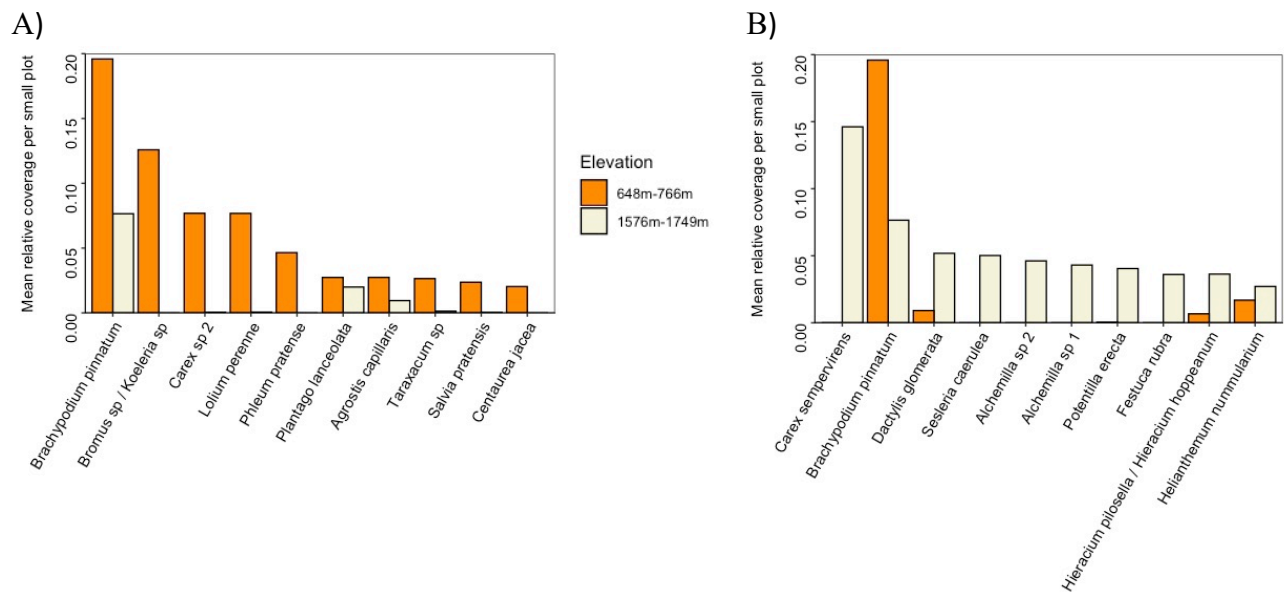 A)
Mean relative coverage per small plot
0.20
0.15
0.10
0.05
0.00
Brachypodium pinnatum
Bromus sp / Koeleria sp
Carex sp 2
Lolium perenne
Phleum pratense
Plantago lanceolata
Agrostis capillaris
Taraxacum sp
Salvia pratensis
Centaurea jacea
Elevation
648m-766m
1576m-1749m
B)
Mean relative coverage per small plot
0.20
0.15
0.10
0.05
0.00
Carex sempervirens
Brachypodium pinnatum
Dactylis glomerata
Sesleria caerulea
Alchemilla sp 2
Alchemilla sp 1
Potentilla erecta
Festuca rubra
Hieracium pilosella / Hieracium hoppeanum
Helianthemum nummularium